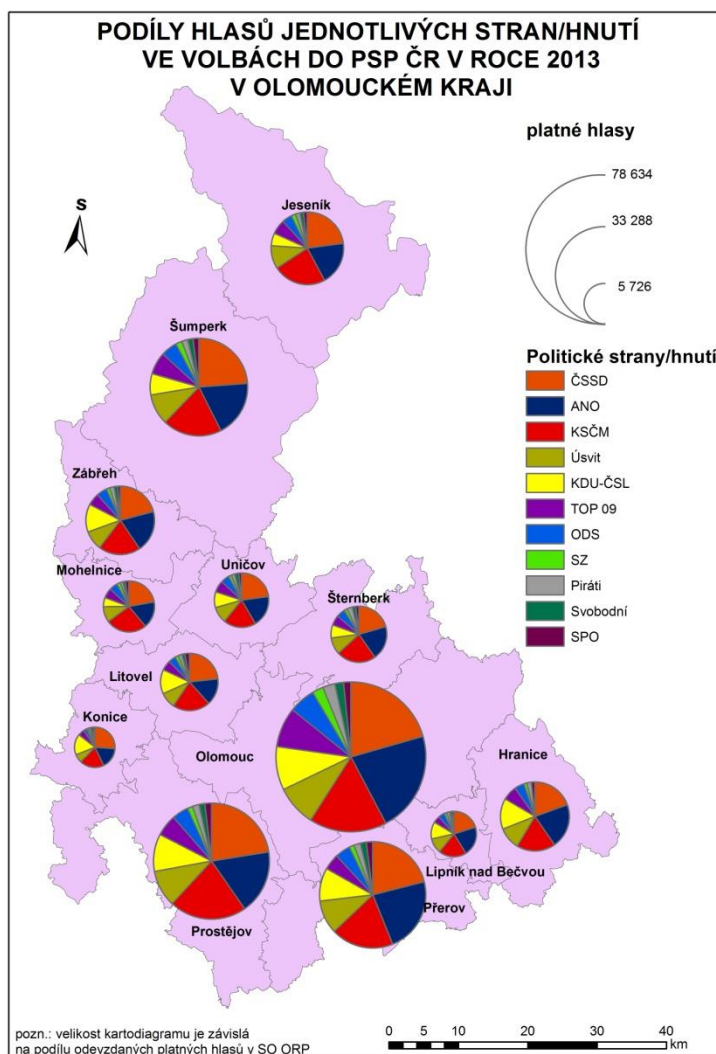 PODÍLY HLASŮ JEDNOTLIVÝCH STRAN/HNUTÍ
VE VOLBÁCH DO PSP ČR V ROCE 2013
V OLOMOUCKÉM KRAJI
platné hlasy
78 634
33 288
5 726
S
Jeseník
Šumperk
Politické strany/hnutí
ČSSD
ANO
KSČM
Úsvit
KDU-ČSL
TOP 09
ODS
SZ
Piráti
Svobodní
SPO
Zábřeh
Mohelnice
Uničov
Šternberk
Litovel
Konice
Olomouc
Hranice
Lipník nad Bečvou
Přerov
Prostějov
pozn.: velikost kartodiagramu je závislá
na podílu odevzdaných platných hlasů v SO ORP
0 5 10 20 30 40
km